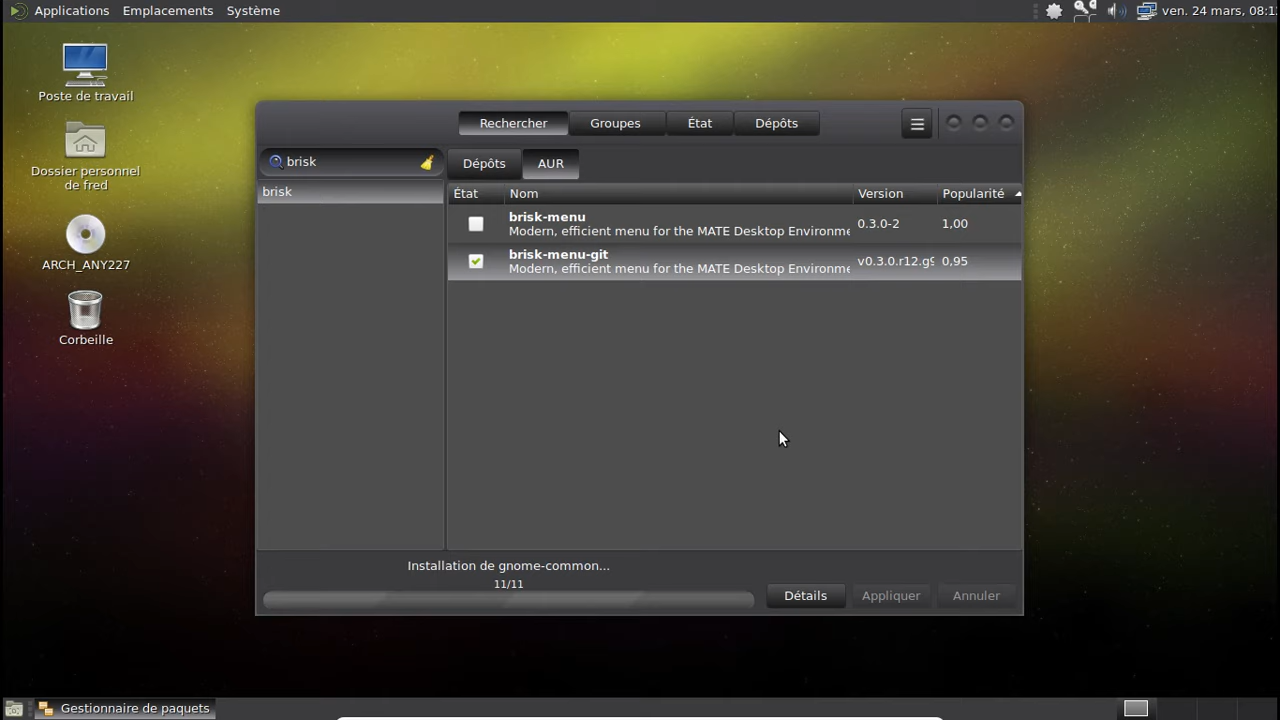 Applications Emplacements Système
ven. 24 mars, 08:1
Poste de travail
Dossier personnel
de fred
ARCH_ANY227
Corbeille
Rechercher Groupes État Dépôts
brisk
brisk
Dépôts AUR
État Nom Version Popularité
brisk-menu
Modern, efficient menu for the MATE Desktop Environme
0.3.0-2 1,00
brisk-menu-git
Modern, efficient menu for the MATE Desktop Environme
v0.3.0.r12.g9 0,95
Installation de gnome-common...
11/11
Détails Appliquer Annuler
Gestionnaire de paquets